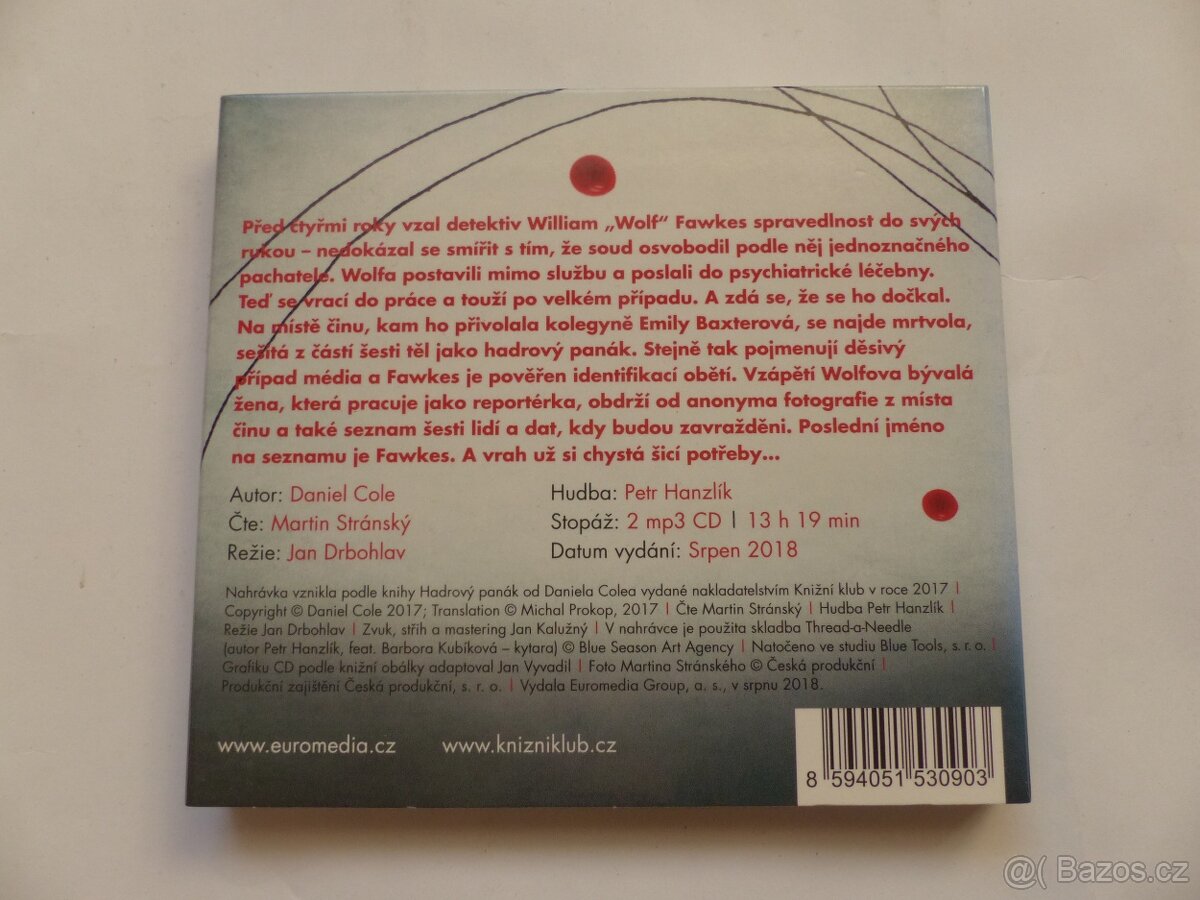 Před čtyřmi roky vzal detektiv William „Wolf“ Fawkes spravedlnost do svých
rukou – nedokázal se smířit s tím, že soud osvobodil podle něj jednoznačného
pachatele. Wolfa postavili mimo službu a poslali do psychiatrické léčebny.
Teď se vrací do práce a touží po velkém případu. A zdá se, že se ho dočkal.
Na místě činu, kam ho přivolala kolegyně Emily Baxterová, se najde mrtvola,
sešitá z částí šesti těl jako hadrový panák. Stejně tak pojmenují děsivý
případ média a Fawkes je pověřen identifikací obětí. Vzápětí Wolfova bývalá
žena, která pracuje jako reportérka, obdrží od anonyma fotografie z místa
činu a také seznam šesti lidí a dat, kdy budou zavražděni. Poslední jméno
na seznamu je Fawkes. A vrah už si chystá šicí potřeby...
Autor: Daniel Cole
Čte: Martin Stránský
Režie: Jan Drbohlav
Hudba: Petr Hanzlík
Stopáž: 2 mp3 CD | 13 h 19 min
Datum vydání: Srpen 2018
Nahrávka vznikla podle knihy Hadrový panák od Daniela Colea vydané nakladatelstvím Knižní klub v roce 2017 |
Copyright © Daniel Cole 2017; Translation © Michal Prokop, 2017 | Čte Martin Stránský | Hudba Petr Hanzlík |
Režie Jan Drbohlav | Zvuk, střih a mastering Jan Kalužný | V nahrávce je použita skladba Thread-a-Needle
(autor Petr Hanzlík, feat. Barbora Kubíková – kytara) © Blue Season Art Agency | Natočeno ve studiu Blue Tools, s. r. o. |
Grafiku CD podle knižní obálky adaptoval Jan Vyvadil | Foto Martina Stránského © Česká produkční |
Produkční zajištění Česká produkční, s. r. o. | Vydala Euromedia Group, a. s., v srpnu 2018.
www.euromedia.cz www.knizniklub.cz
8 594051 530903
@( Bazos.cz